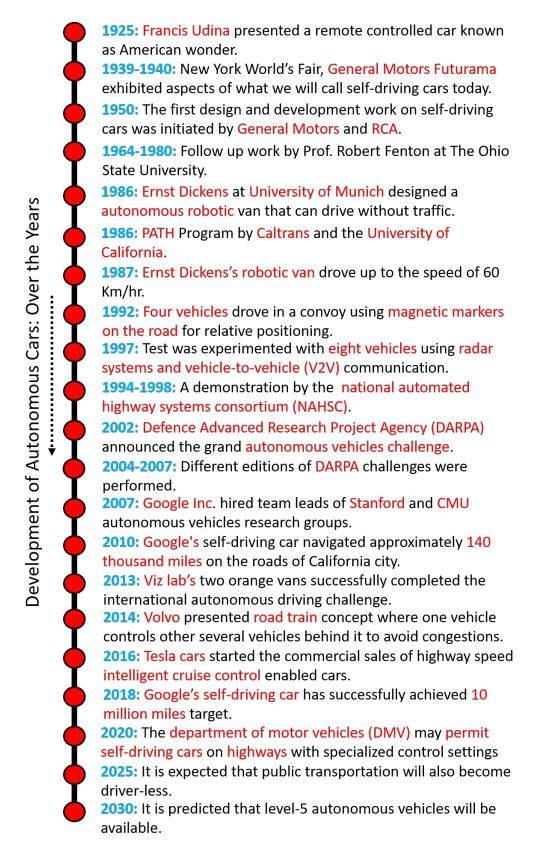 Development of Autonomous Cars: Over the Years
1925: Francis Udina presented a remote controlled car known
as American wonder.
1939-1940: New York World's Fair, General Motors Futurama
exhibited aspects of what we will call self-driving cars today.
1950: The first design and development work on self-driving
cars was initiated by General Motors and RCA.
1964-1980: Follow up work by Prof. Robert Fenton at The Ohio
State University.
1986: Ernst Dickens at University of Munich designed a
autonomous robotic van that can drive without traffic.
1986: PATH Program by Caltrans and the University of
California.
1987: Ernst Dickens's robotic van drove up to the speed of 60
Km/hr.
1992: Four vehicles drove in a convoy using magnetic markers
on the road for relative positioning.
1997: Test was experimented with eight vehicles using radar
systems and vehicle-to-vehicle (V2V) communication.
1994-1998: A demonstration by the national automated
highway systems consortium (NAHSC).
2002: Defence Advanced Research Project Agency (DARPA)
announced the grand autonomous vehicles challenge.
2004-2007: Different editions of DARPA challenges were
performed.
2007: Google Inc. hired team leads of Stanford and CMU
autonomous vehicles research groups.
2010: Google's self-driving car navigated approximately 140
thousand miles on the roads of California city.
2013: Viz lab's two orange vans successfully completed the
international autonomous driving challenge.
2014: Volvo presented road train concept where one vehicle
controls other several vehicles behind it to avoid congestions.
2016: Tesla cars started the commercial sales of highway speed
intelligent cruise control enabled cars.
2018: Google's self-driving car has successfully achieved 10
million miles target.
2020: The department of motor vehicles (DMV) may permit
self-driving cars on highways with specialized control settings
2025: It is expected that public transportation will also become
driver-less.
2030: It is predicted that level-5 autonomous vehicles will be
available.